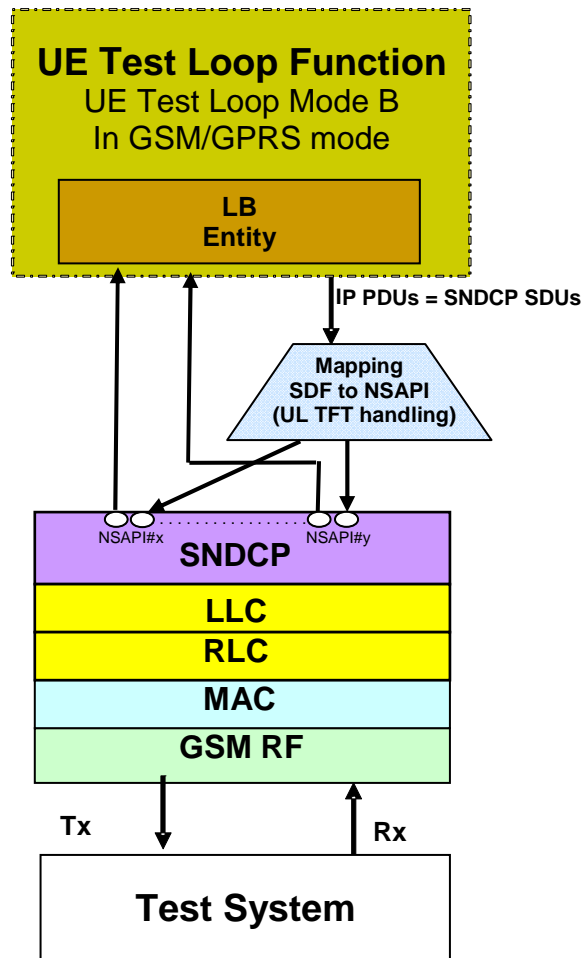 UE Test Loop Function
UE Test Loop Mode B
In GSM/GPRS mode
LB
Entity
IP PDUs = SNDCP SDUs
Mapping
SDF to NSAPI
(UL TFT handling)
NSAPI#x
NSAPI#y
SNDCP
LLC
RLC
MAC
GSM RF
Tx
Rx
Test System